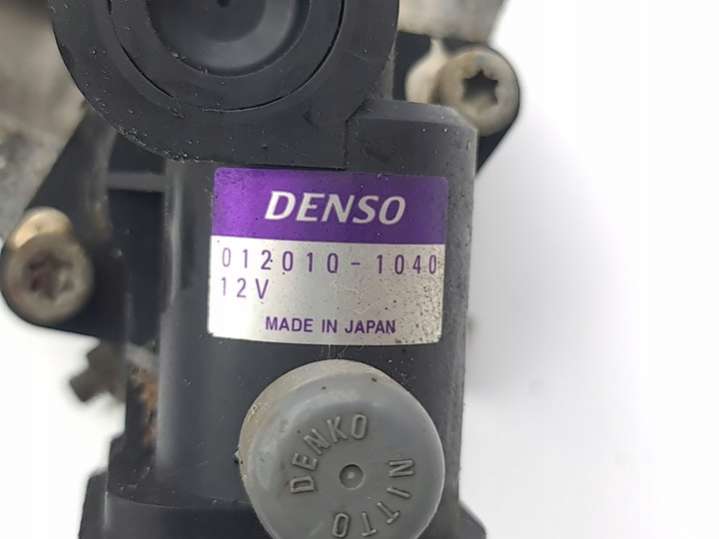 DENSO
012010-1040
12V
MADE IN JAPAN
NITTO DENKO